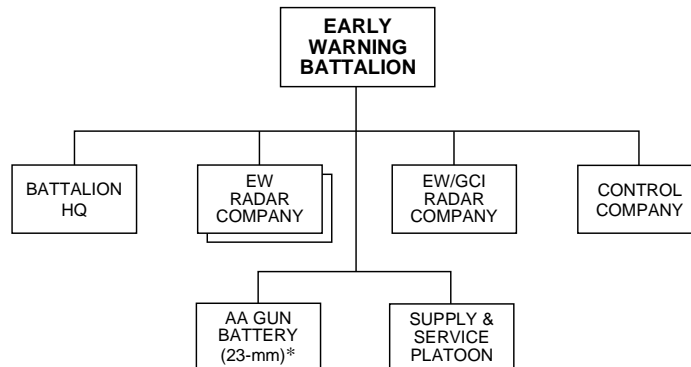 EARLY
WARNING
BATTALION
BATTALION
HQ
EW
RADAR
COMPANY
EW/GCI
RADAR
COMPANY
CONTROL
COMPANY
AA GUN
BATTERY
(23-mm)*
SUPPLY &
SERVICE
PLATOON